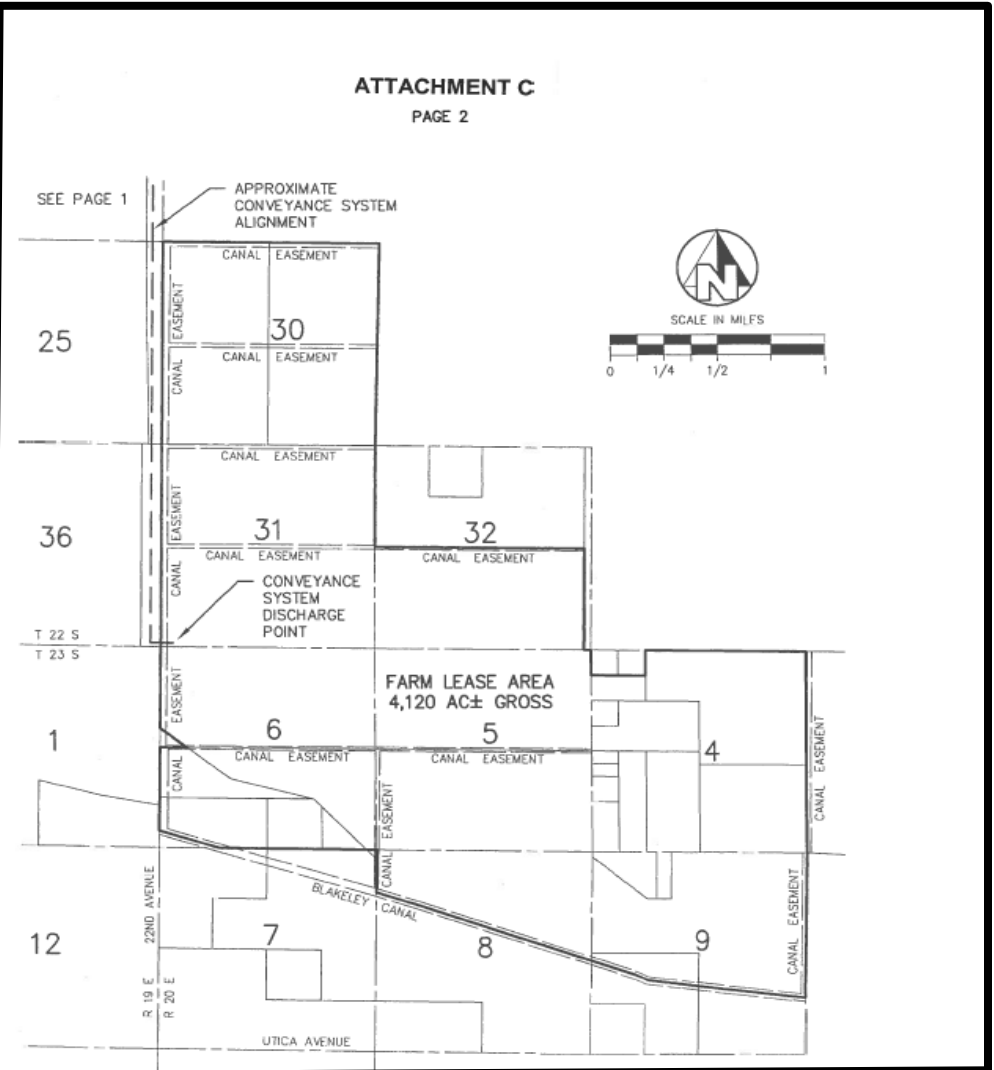 ATTACHMENT C
PAGE 2
SEE PAGE 1
APPROXIMATE
CONVEYANCE SYSTEM
ALIGNMENT
CANAL EASEMENT
N
SCALE IN MILES
0 1/4 1/2 1
CANAL EASEMENT
25
30
CANAL EASEMENT
CANAL EASEMENT
CANAL EASEMENT
36
31
32
CANAL EASEMENT
CANAL EASEMENT
CANAL EASEMENT
CONVEYANCE
SYSTEM
DISCHARGE
POINT
T 22 S
T 23 S
FARM LEASE AREA
4,120 AC± GROSS
CANAL EASEMENT
1
6
5
4
CANAL EASEMENT
CANAL EASEMENT
CANAL EASEMENT
CANAL EASEMENT
CANAL
BLAKELEY CANAL
22ND AVENUE
12
7
8
9
CANAL EASEMENT
R 19 E
R 20 E
UTICA AVENUE